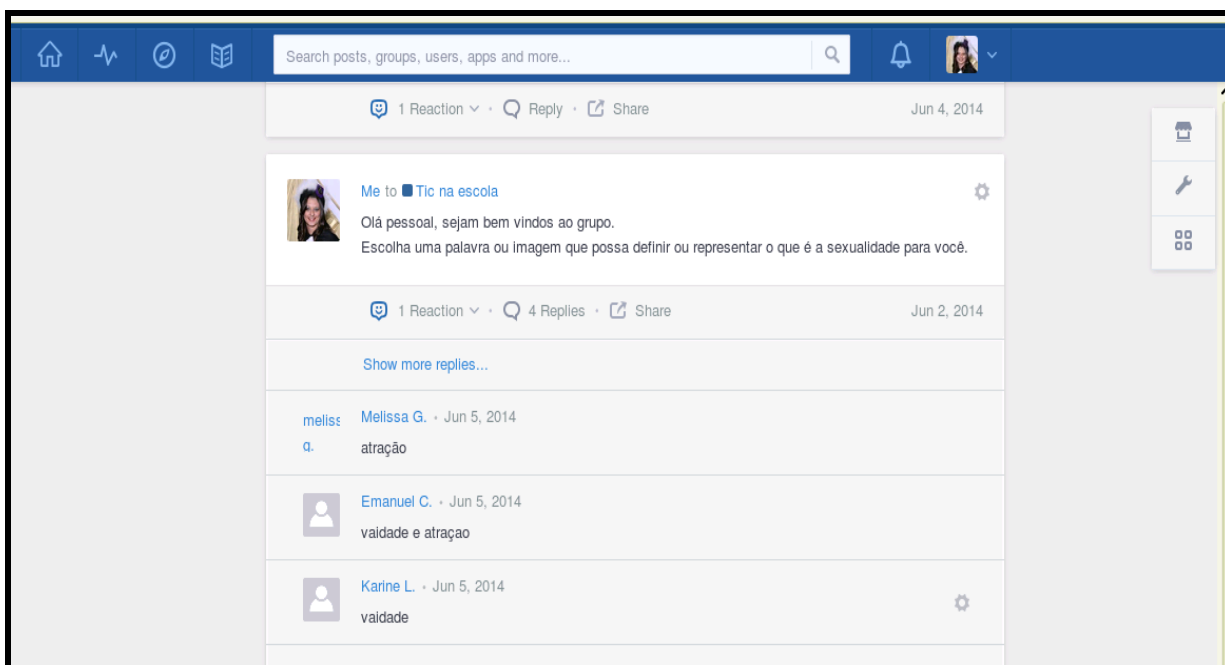 Search posts, groups, users, apps and more...
1 Reaction • Reply • Share Jun 4, 2014
Me to Tic na escola
Olá pessoal, sejam bem vindos ao grupo.
Escolha uma palavra ou imagem que possa definir ou representar o que é a sexualidade para você.
1 Reaction • 4 Replies • Share Jun 2, 2014
Show more replies...
meliss
g.
Melissa G. • Jun 5, 2014
atração
Emanuel C. • Jun 5, 2014
vaidade e atraçao
Karine L. • Jun 5, 2014
vaidade